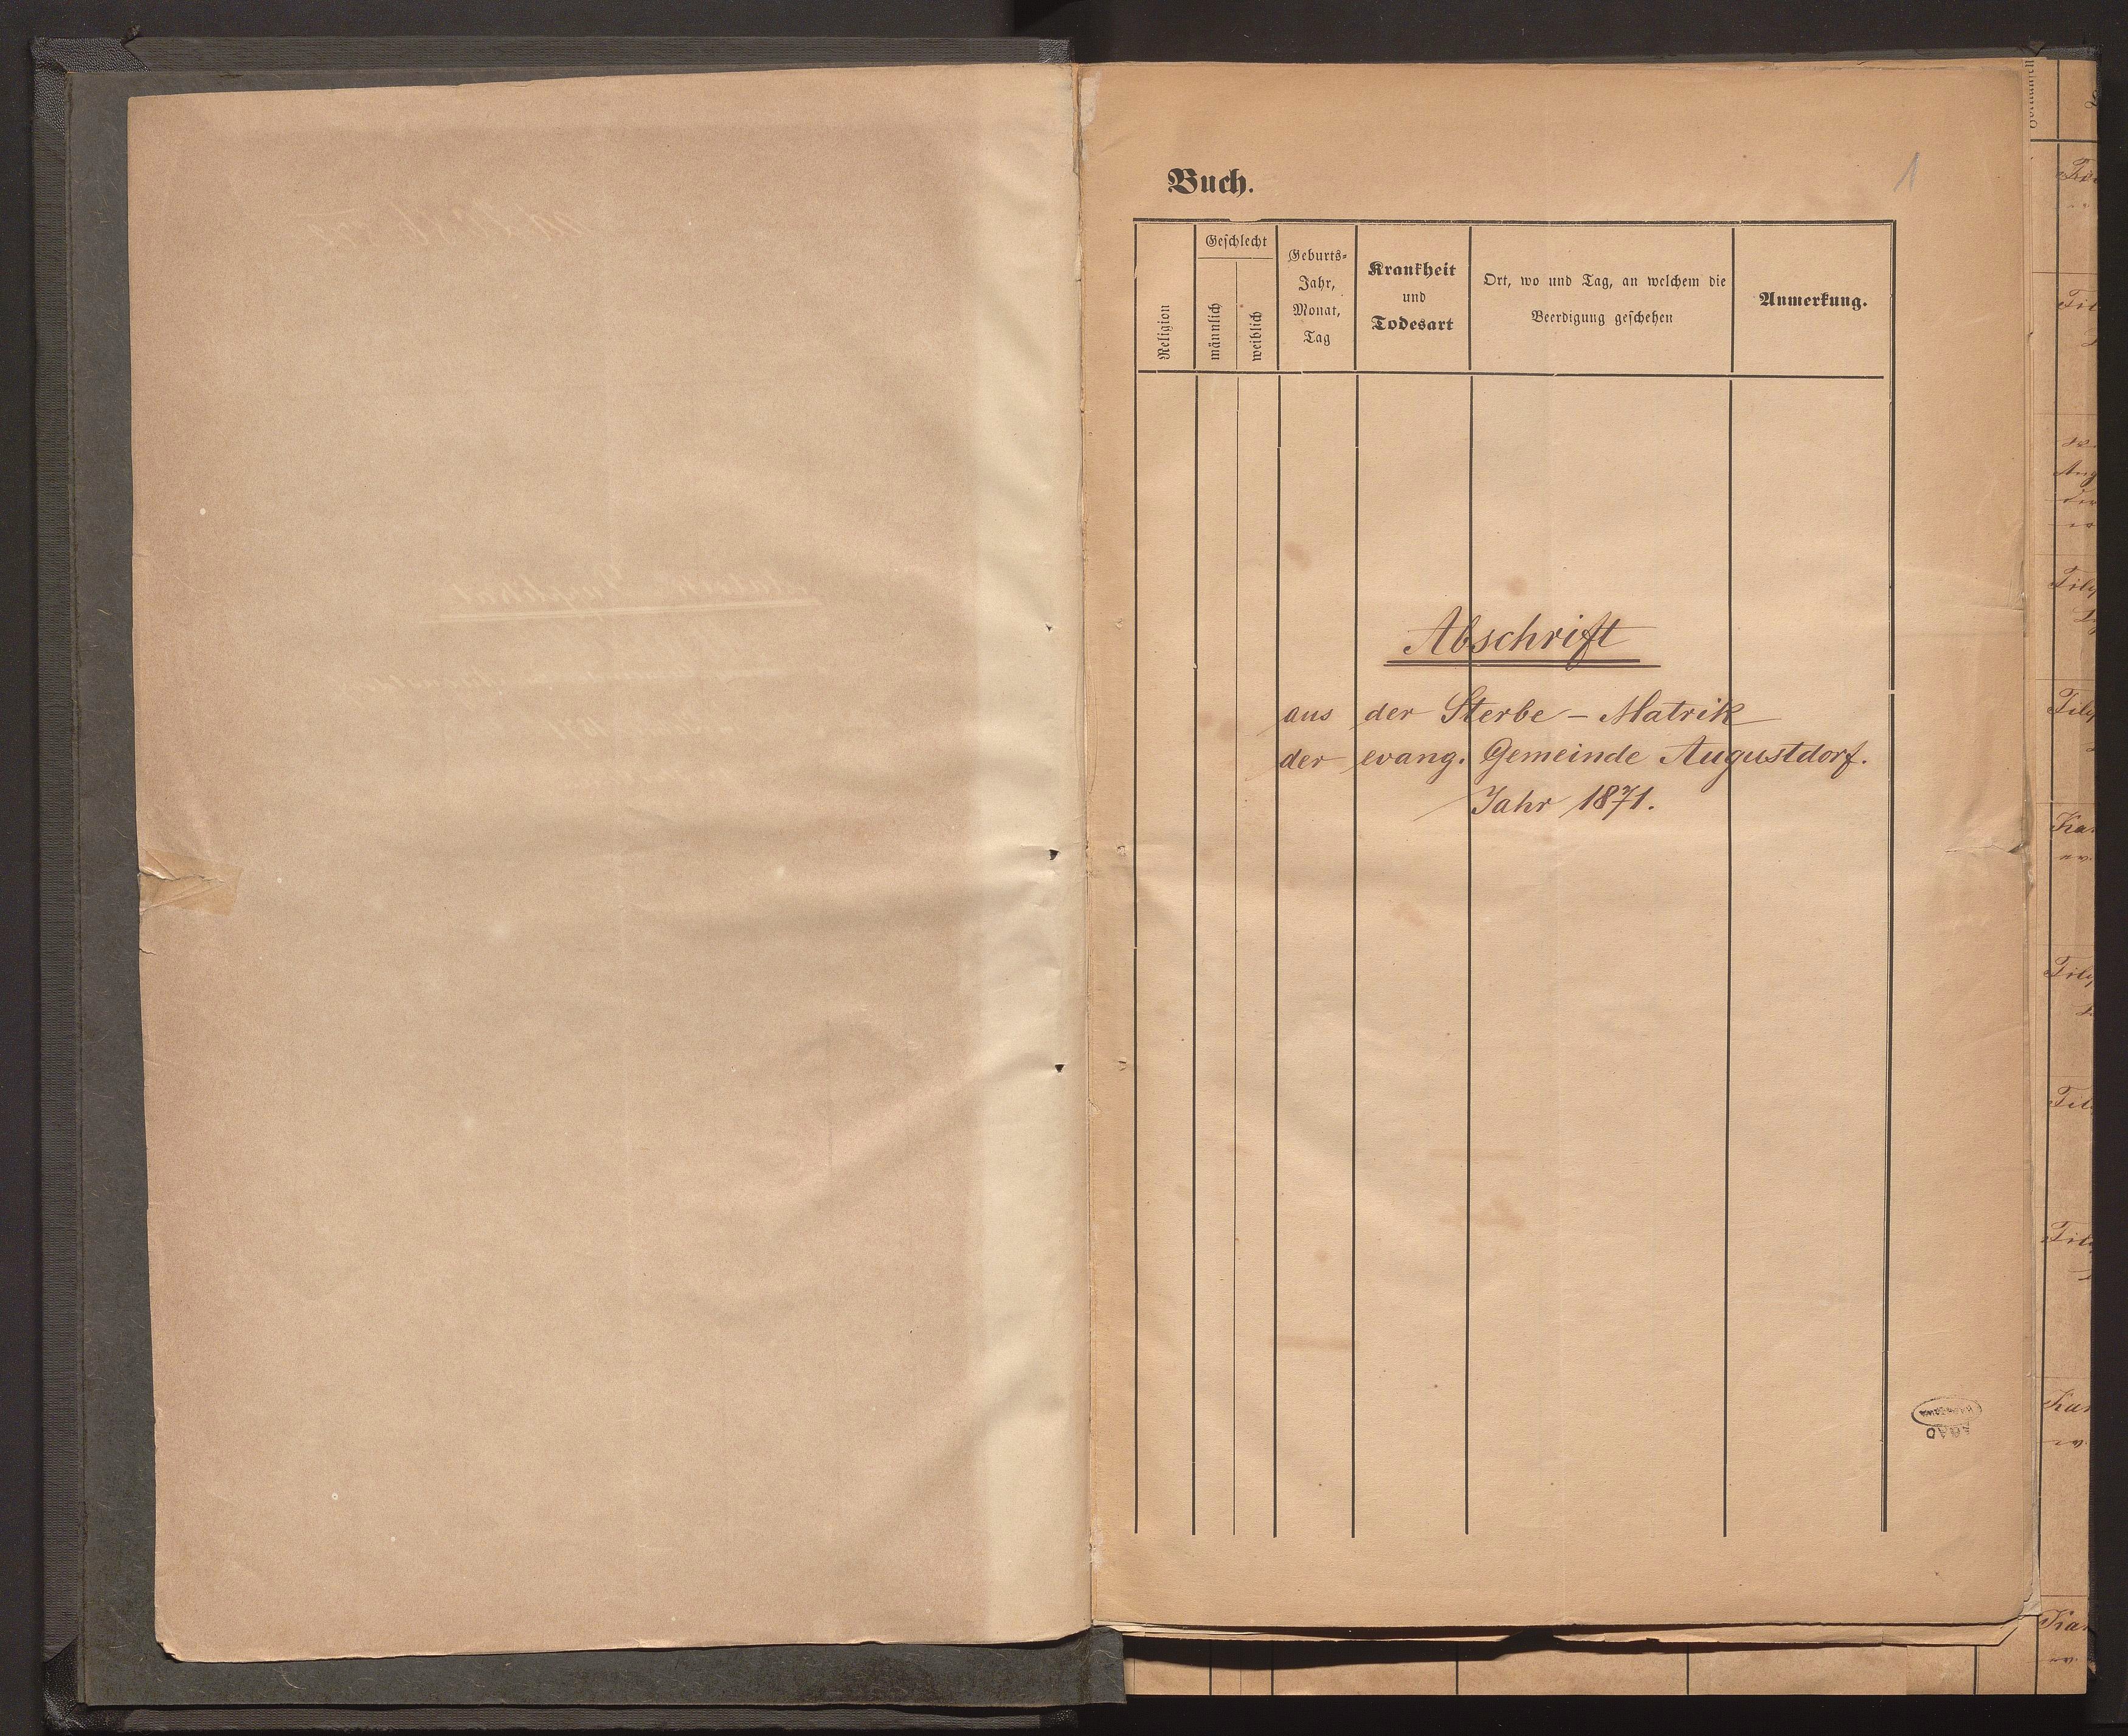 1
Buch.
Religion
Geschlecht
männlich
weiblich
Geburts-
Jahr,
Monat,
Tag
Krankheit
und
Todesart
Ort, wo und Tag, an welchem die
Beerdigung geschehen
Anmerkung.
Abschrift
aus der Sterbe-Matrik
der evang. Gemeinde Augustdorf.
Jahr 1871.